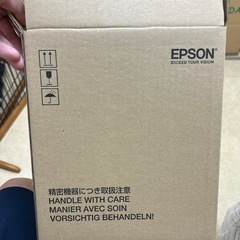 EPSON
EXCEED YOUR VISION
精密機器につき取扱注意
HANDLE WITH CARE
MANIER AVEC SOIN
VORSICHTIG BEHANDELN!